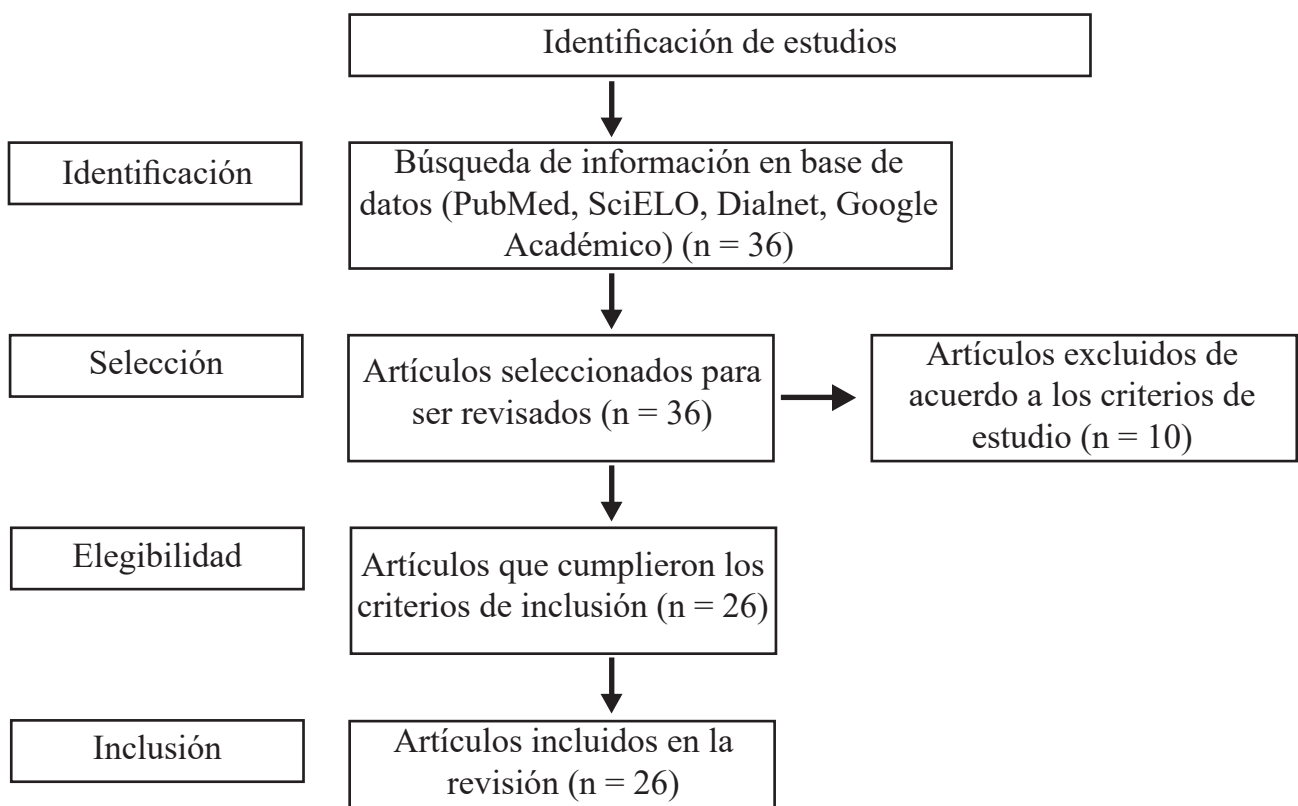 Identificación de estudios
Identificación
Búsqueda de información en base de
datos (PubMed, SciELO, Dialnet, Google
Académico) (n = 36)
Selección
Artículos seleccionados para
ser revisados (n = 36)
Artículos excluidos de
acuerdo a los criterios de
estudio (n = 10)
Elegibilidad
Artículos que cumplieron los
criterios de inclusión (n = 26)
Inclusión
Artículos incluidos en la
revisión (n = 26)